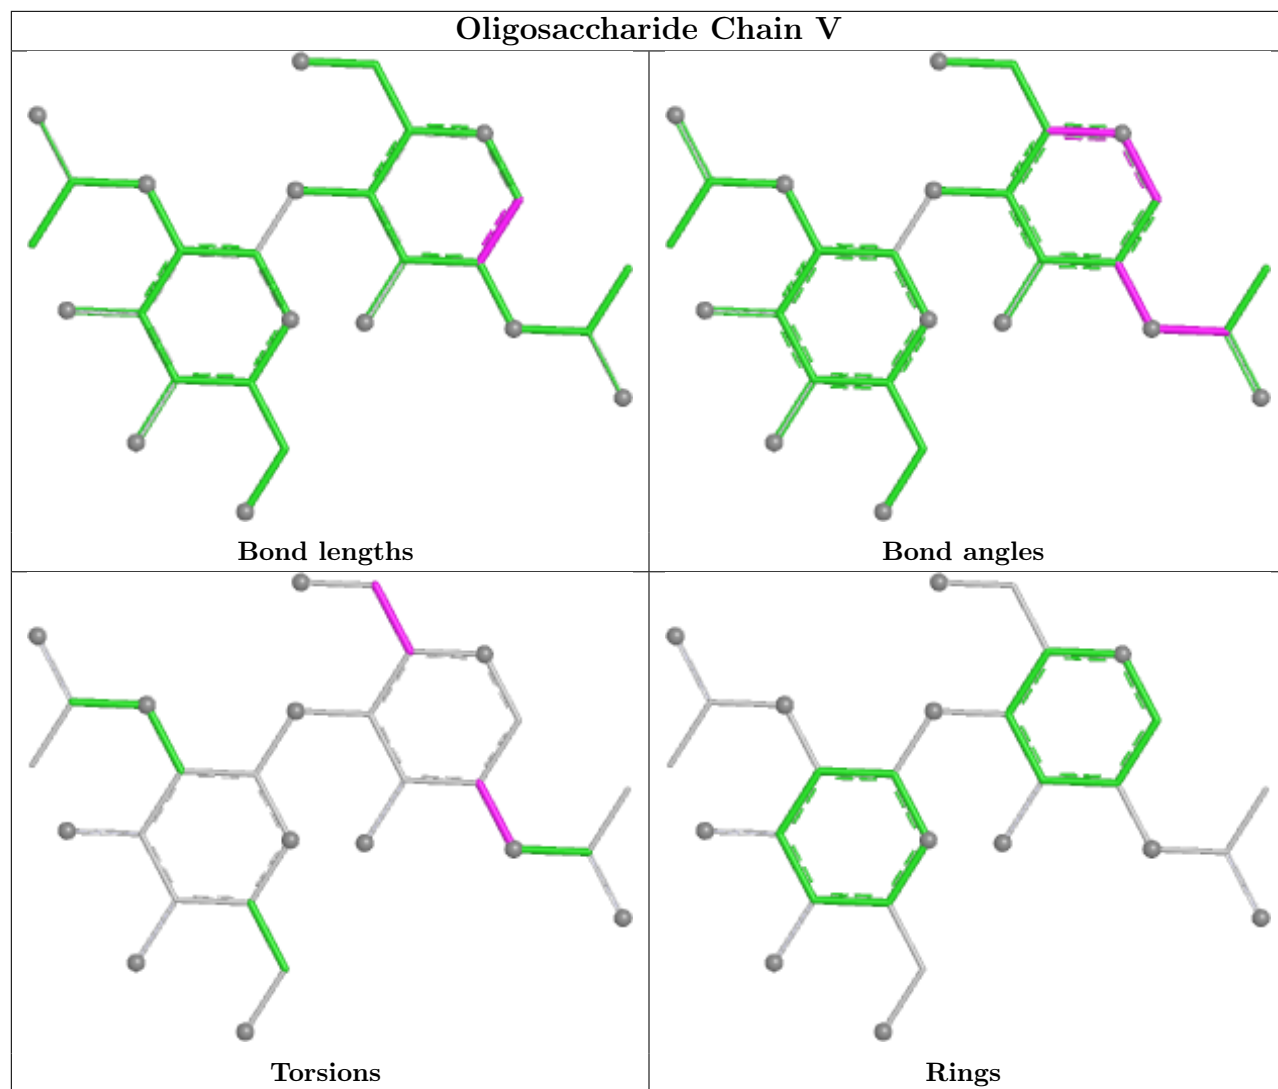 Oligosaccharide Chain V
Bond lengths
Bond angles
Torsions
Rings